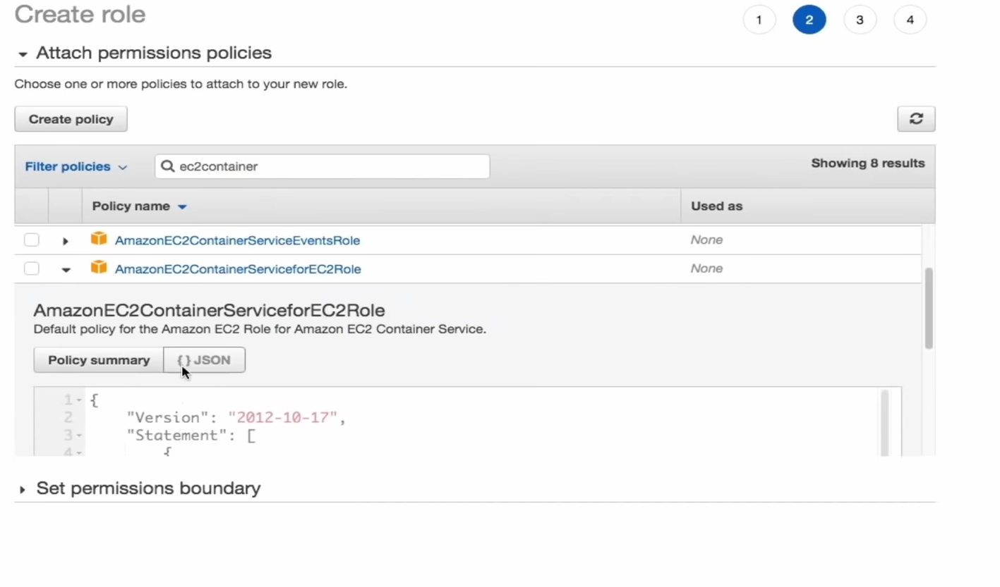 Create role
1 2 3 4
Attach permissions policies
Choose one or more policies to attach to your new role.
Create policy
Filter policies ec2container Showing 8 results
Policy name Used as
AmazonEC2ContainerServiceEventsRole None
AmazonEC2ContainerServiceforEC2Role None
AmazonEC2ContainerServiceforEC2Role
Default policy for the Amazon EC2 Role for Amazon EC2 Container Service.
Policy summary {} JSON
1 {
2 "Version": "2012-10-17",
3 "Statement": [
4 {
Set permissions boundary